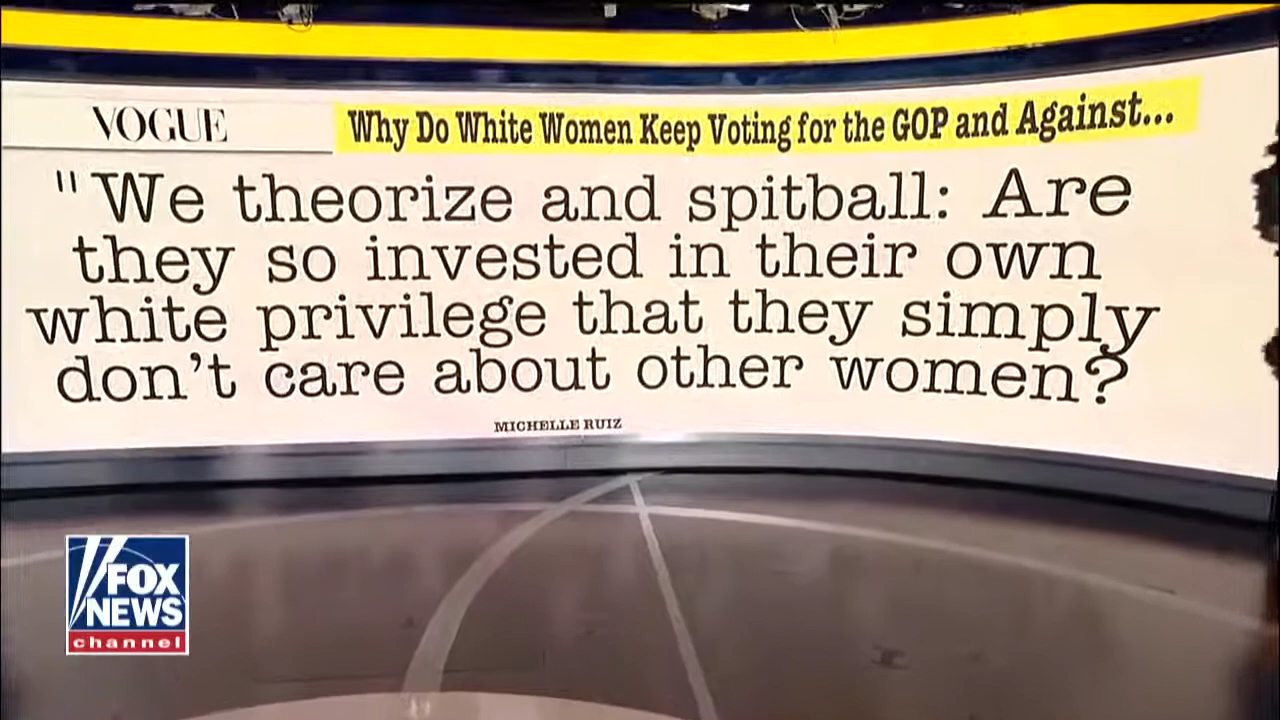 VOGUE
Why Do White Women Keep Voting for the GOP and Against...
"We theorize and spitball: Are
they so invested in their own
white privilege that they simply
don't care about other women?
MICHELLE RUIZ
FOX
NEWS
channel